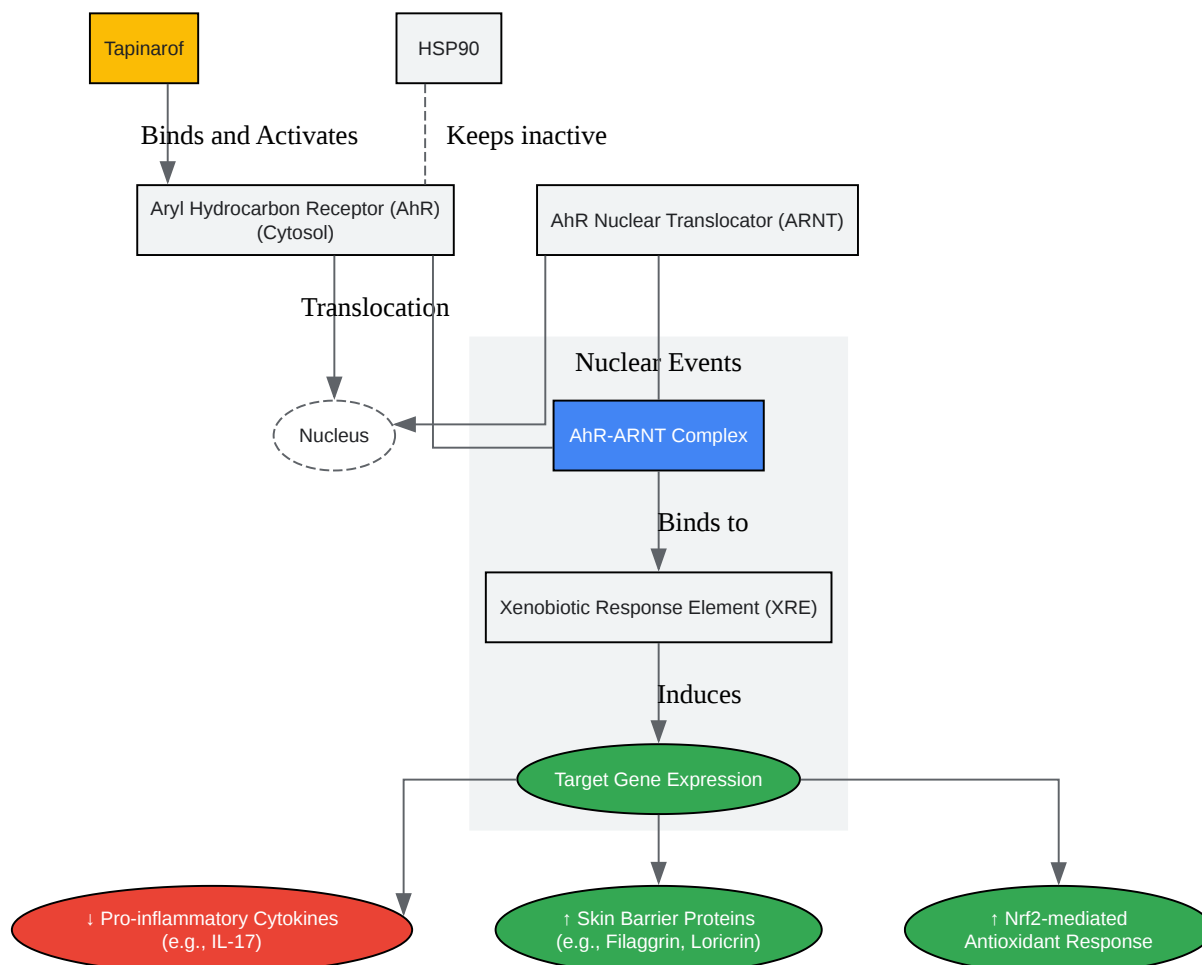 Tapinarof
HSP90
Binds and Activates
Keeps inactive
Aryl Hydrocarbon Receptor (AhR)
(Cytosol)
AhR Nuclear Translocator (ARNT)
Translocation
Nuclear Events
Nucleus
AhR-ARNT Complex
Binds to
Xenobiotic Response Element (XRE)
Induces
Target Gene Expression
↓ Pro-inflammatory Cytokines
(e.g., IL-17)
↑ Skin Barrier Proteins
(e.g., Filaggrin, Loricrin)
↑ Nrf2-mediated
Antioxidant Response